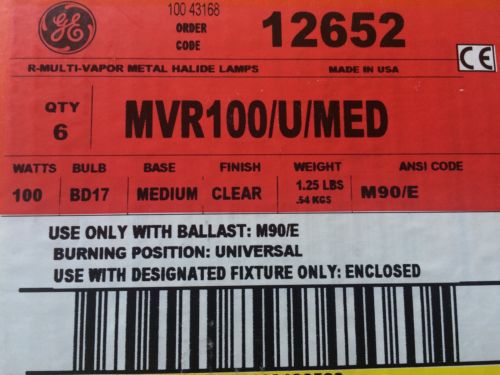 100 43168
GE
ORDER CODE 12652
R-MULTI-VAPOR METAL HALIDE LAMPS MADE IN USA
CE
QTY
6
MVR100/U/MED
WATTS BULB BASE FINISH WEIGHT ANSI CODE
100 BD17 MEDIUM CLEAR 1.25 LBS M90/E
.54 KGS
USE ONLY WITH BALLAST: M90/E
BURNING POSITION: UNIVERSAL
USE WITH DESIGNATED FIXTURE ONLY: ENCLOSED